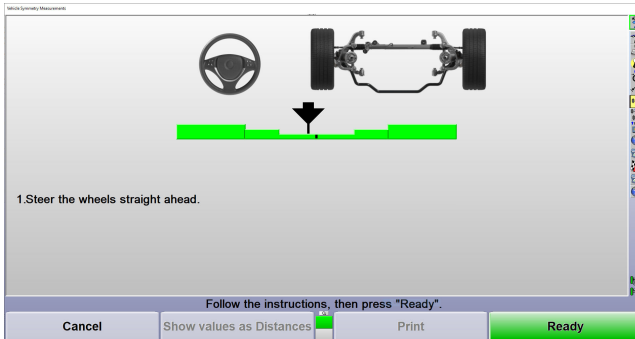 Vehicle Symmetry Measurements
1.Steer the wheels straight ahead.
Follow the instructions, then press "Ready".
Cancel
Show values as Distances
Print
Ready